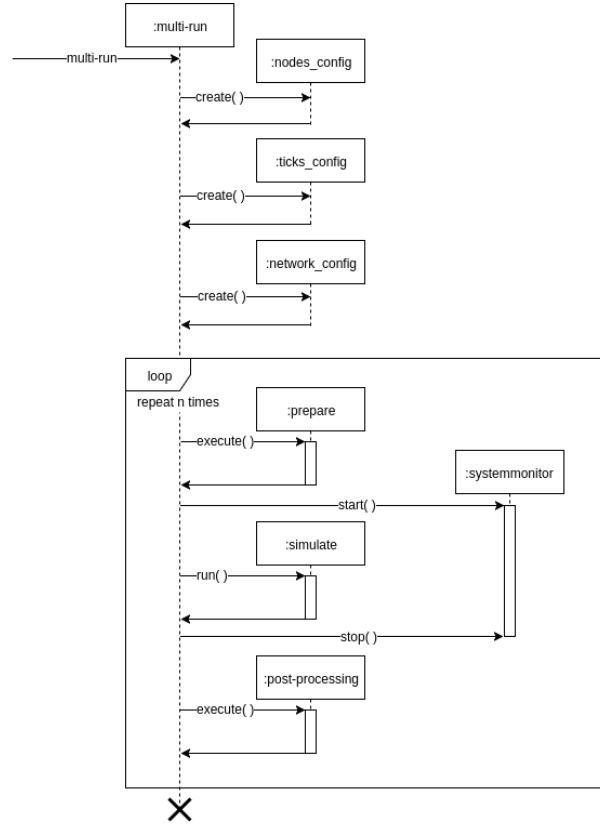 :multi-run
multi-run
:nodes_config
create( )
:ticks_config
create( )
:network_config
create( )
loop
repeat n times
:prepare
execute( )
:systemmonitor
start( )
:simulate
run( )
stop( )
:post-processing
execute( )